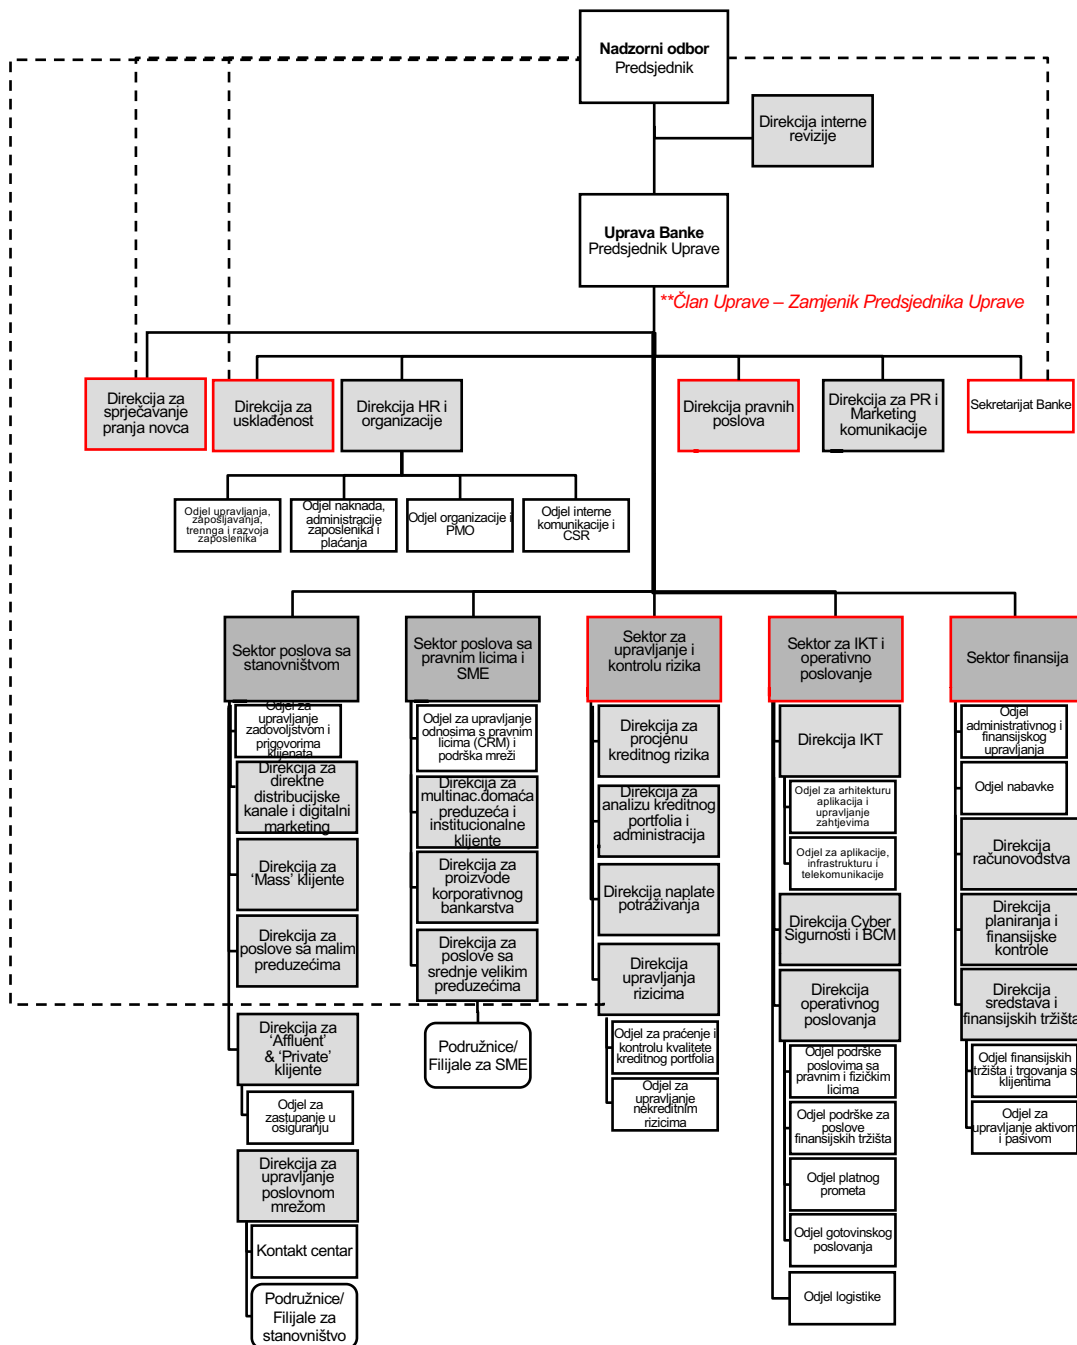 Nadzorni odbor
Predsjednik
Direkcija interne
revizije
Uprava Banke
Predsjednik Uprave
**Član Uprave – Zamjenik Predsjednika Uprave
Direkcija za
sprječavanje
pranja novca
Direkcija za
usklađenost
Direkcija HR i
organizacije
Direkcija pravnih
poslova
Direkcija za PR i
Marketing
komunikacije
Sekretarijat Banke
Odjel upravljanja,
zapošljavanja,
trennga i razvoja
zaposlenika
Odjel naknada,
administracije
zaposlenika i
plaćanja
Odjel organizacije i
PMO
Odjel interne
komunikacije i
CSR
Sektor poslova sa
stanovništvom
Sektor poslova sa
pravnim licima i
SME
Sektor za
upravljanje i
kontrolu rizika
Sektor za IKT i
operativno
poslovanje
Sektor finansija
Odjel za
upravljanje
zadovoljstvom i
prigovorima
klijenata
Direkcija za
direktne
distribucijske
kanale i digitalni
marketing
Direkcija za
‘Mass’ klijente
Direkcija za
poslove sa malim
preduzećima
Direkcija za
‘Affluent’
& ‘Private’
klijente
Odjel za
zastupanje u
osiguranju
Direkcija za
upravljanje
poslovnom
mrežom
Kontakt centar
Podružnice/
Filijale za
stanovništvo
Odjel za upravljanje
odnosima s pravnim
licima (CRM) i
podrška mreži
Direkcija za
multinac.domaća
preduzeća i
institucionalne
klijente
Direkcija za
proizvode
korporativnog
bankarstva
Direkcija za
poslove sa
srednje velikim
preduzećima
Podružnice/
Filijale za SME
Direkcija za
procjenu
kreditnog rizika
Direkcija za
analizu kreditnog
portfolia i
administracija
Direkcija naplate
potraživanja
Direkcija
upravljanja
rizicima
Odjel za praćenje i
kontrolu kvalitete
kreditnog portfolia
Odjel za
upravljanje
nekreditnim
rizicima
Direkcija IKT
Odjel za arhitekturu
aplikacija i
upravljanje
zahtjevima
Odjel za aplikacije,
infrastrukturu i
telekomunikacije
Direkcija Cyber
Sigurnosti i BCM
Direkcija
operativnog
poslovanja
Odjel podrške
poslovima sa
pravnim i fizičkim
licima
Odjel podrške za
poslove
finansijskih tržišta
Odjel platnog
prometa
Odjel gotovinskog
poslovanja
Odjel logistike
Odjel
administrativnog i
finansijskog
upravljanja
Odjel nabavke
Direkcija
računovodstva
Direkcija
planiranja i
finansijske
kontrole
Direkcija
sredstava i
finansijskih tržišta
Odjel finansijskih
tržišta i trgovanja s
klijentima
Odjel za
upravljanje aktivom
i pasivom